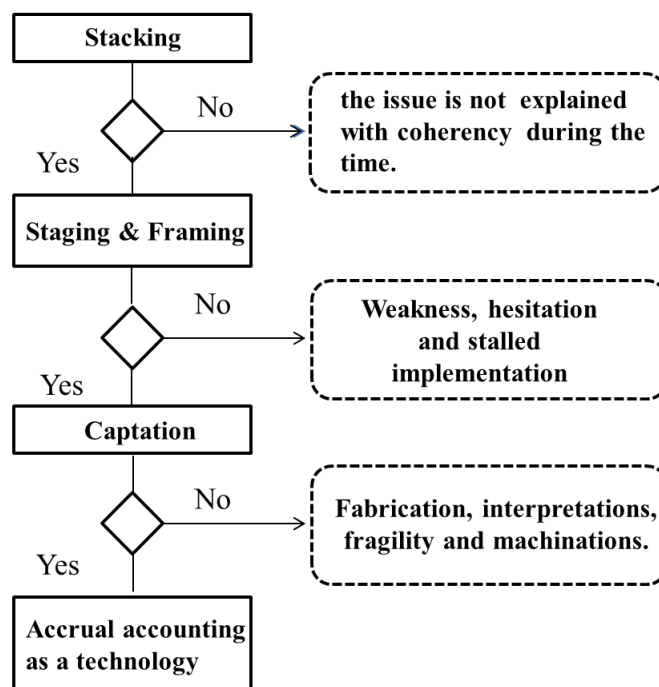 Stacking
No
the issue is not explained
with coherency during the
time.
Yes
Staging & Framing
No
Weakness, hesitation
and stalled
implementation
Yes
Captation
No
Fabrication, interpretations,
fragility and machinations.
Yes
Accrual accounting
as a technology